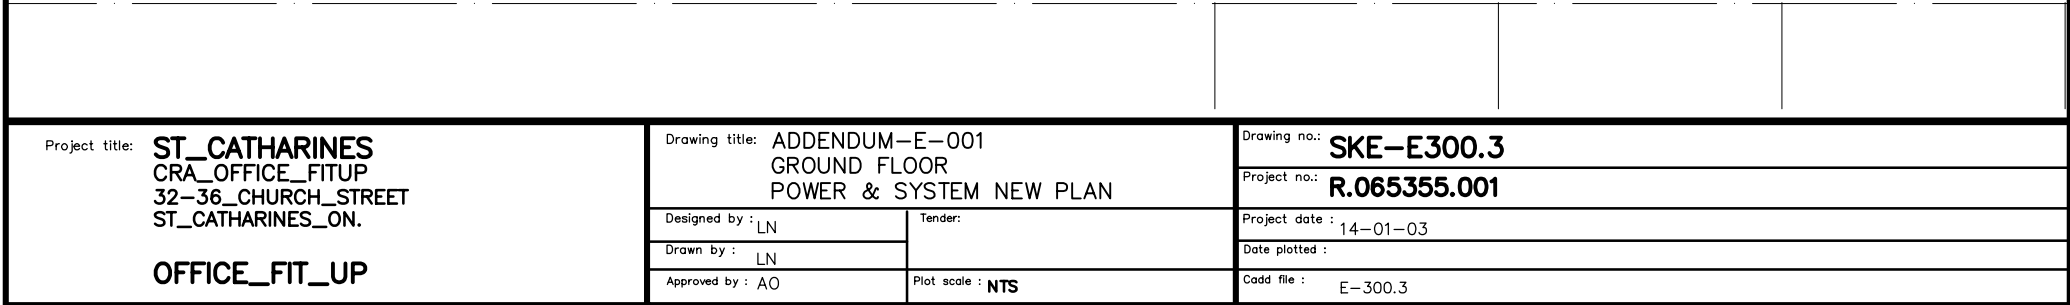 Project title: ST_CATHARINES
CRA_OFFICE_FITUP
32-36_CHURCH_STREET
ST_CATHARINES_ON.
OFFICE_FIT_UP
Drawing title: ADDENDUM-E-001
GROUND FLOOR
POWER & SYSTEM NEW PLAN
Designed by : LN
Tender:
Drawn by : LN
Approved by : AO
Plot scale : NTS
Drawing no.: SKE-E300.3
Project no.: R.065355.001
Project date : 14-01-03
Date plotted :
Cadd file : E-300.3